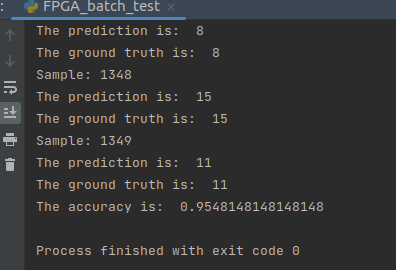 : FPGA_batch_test ×
The prediction is:  8
The ground truth is:  8
Sample: 1348
The prediction is:  15
The ground truth is:  15
Sample: 1349
The prediction is:  11
The ground truth is:  11
The accuracy is:  0.9548148148148148
Process finished with exit code 0